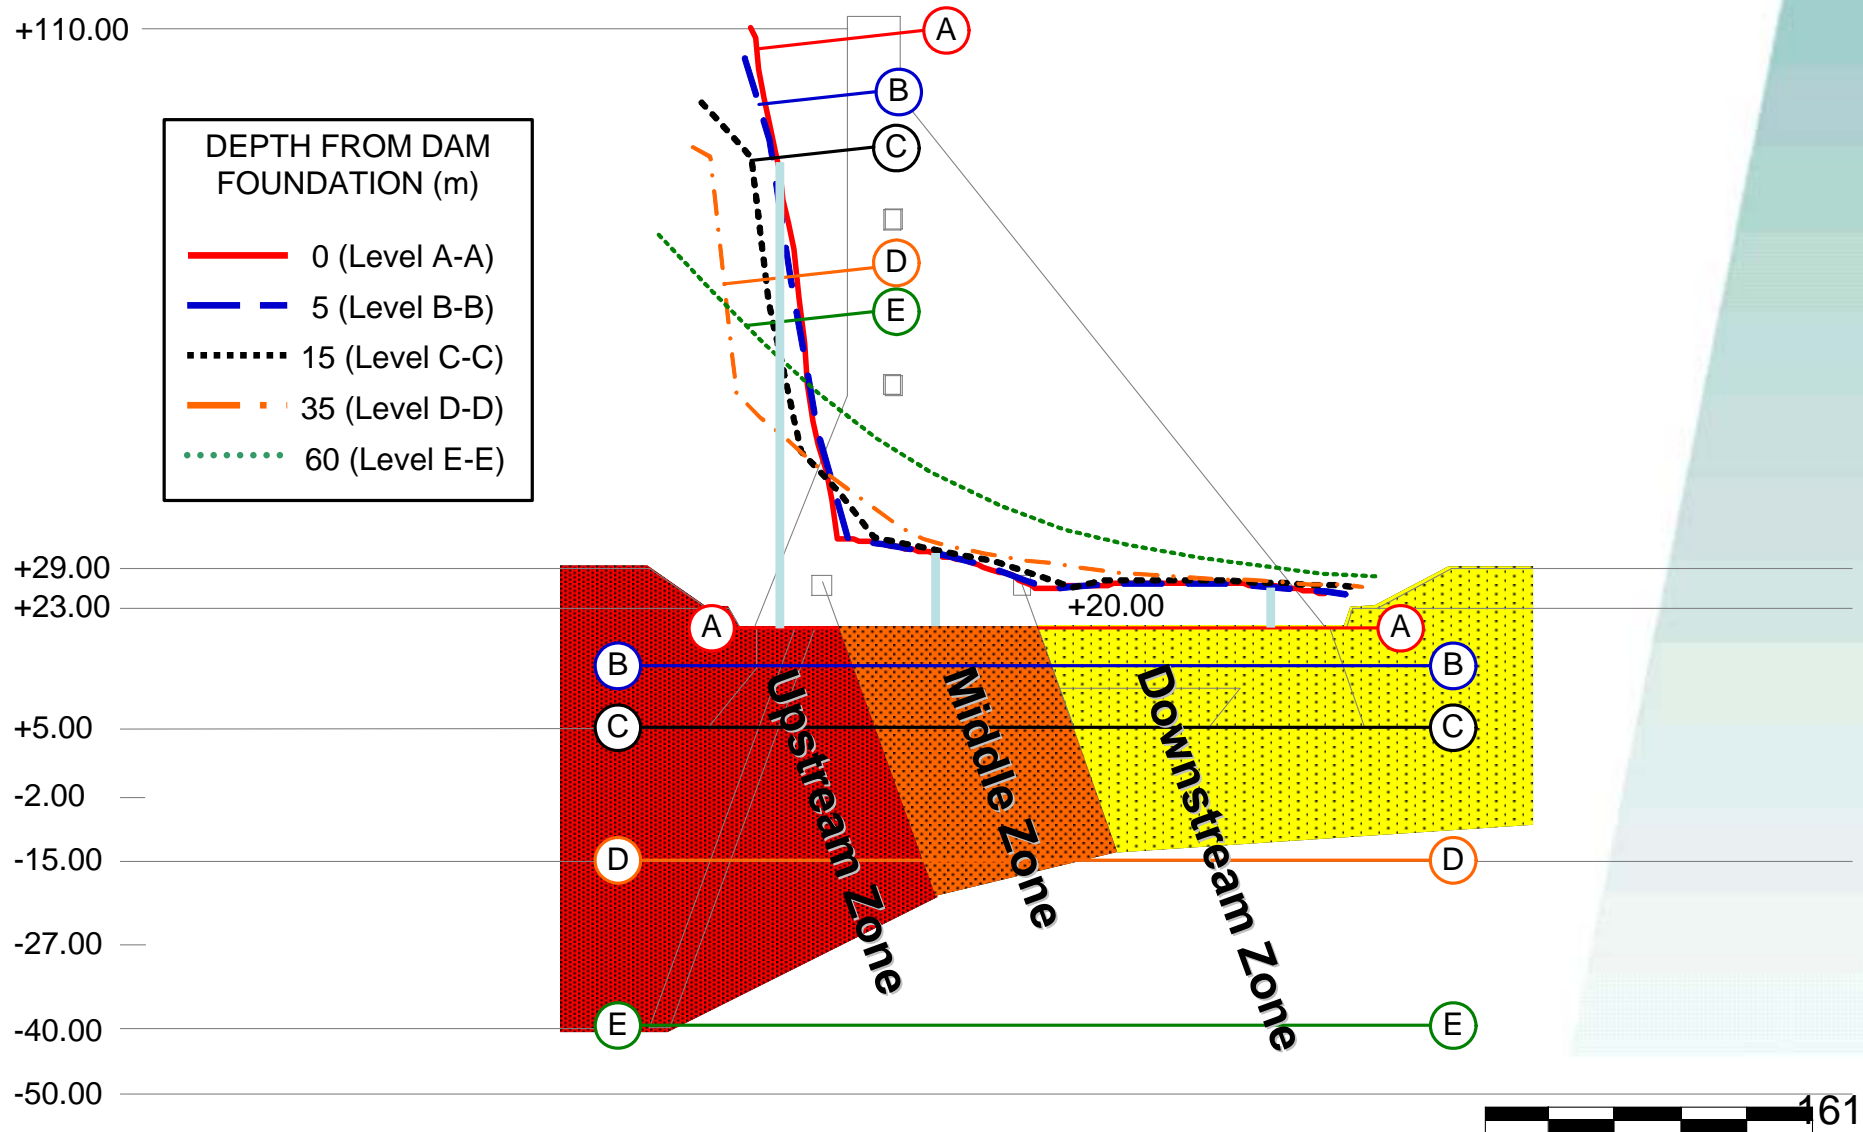 +110.00
A
B
C
D
E
DEPTH FROM DAM
FOUNDATION (m)
0 (Level A-A)
5 (Level B-B)
15 (Level C-C)
35 (Level D-D)
60 (Level E-E)
+29.00
+23.00
+20.00
A
A
B
B
+5.00
C
C
-2.00
-15.00
D
D
-27.00
-40.00
E
E
-50.00
Upstream Zone
Middle Zone
Downstream Zone
161